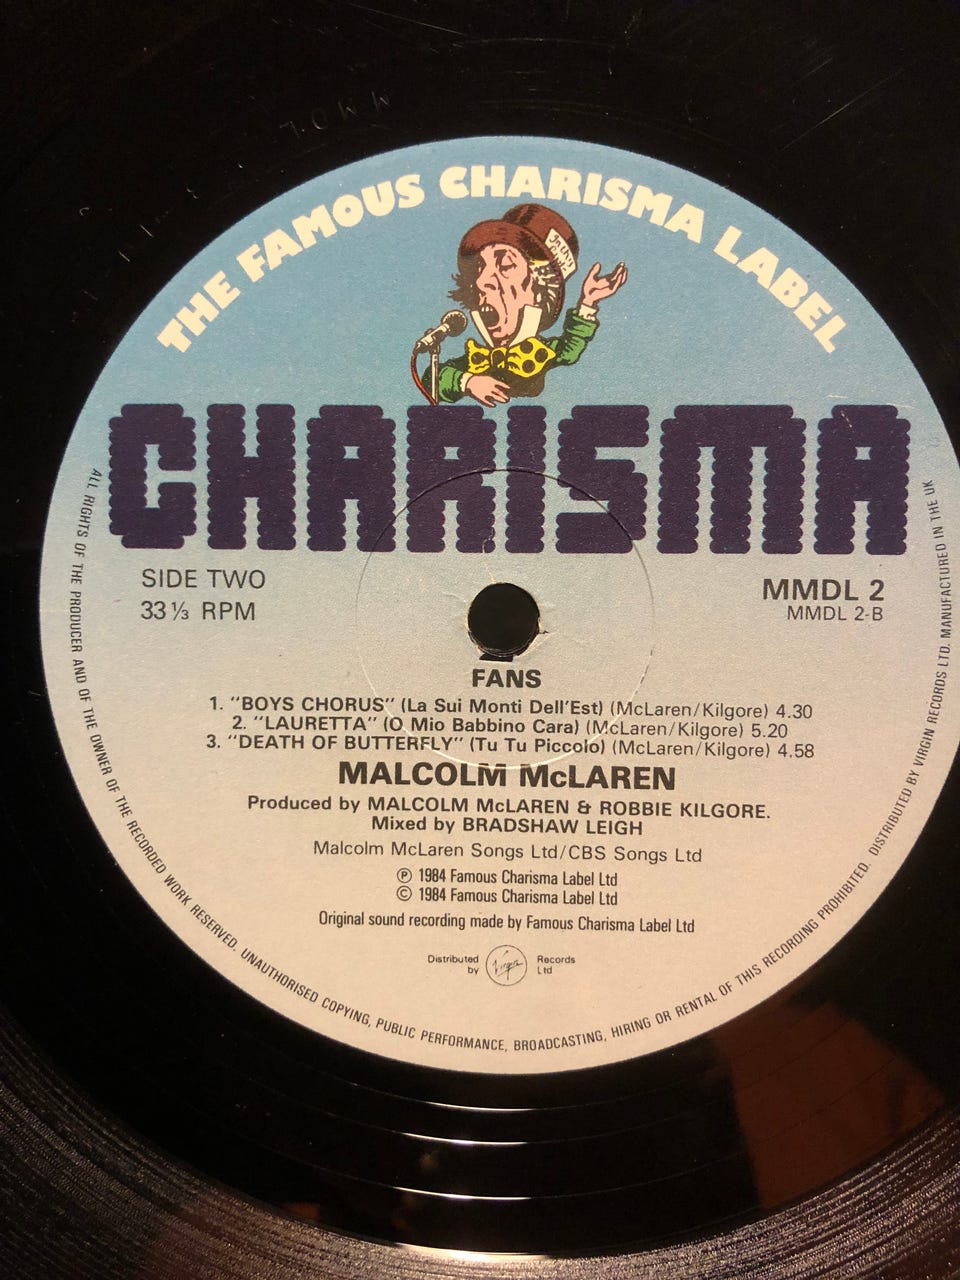 THE FAMOUS CHARISMA LABEL
CHARISMA
SIDE TWO
33 ⅓ RPM
MMDL 2
MMDL 2-B
FANS
1. "BOYS CHORUS" (La Sui Monti Dell'Est) (McLaren/Kilgore) 4.30
2. "LAURETTA" (O Mio Babbino Cara) (McLaren/Kilgore) 5.20
3. "DEATH OF BUTTERFLY" (Tu Tu Piccolo) (McLaren/Kilgore) 4.58
MALCOLM McLAREN
Produced by MALCOLM McLAREN & ROBBIE KILGORE.
Mixed by BRADSHAW LEIGH
Malcolm McLaren Songs Ltd/CBS Songs Ltd
℗ 1984 Famous Charisma Label Ltd
© 1984 Famous Charisma Label Ltd
Original sound recording made by Famous Charisma Label Ltd
Distributed by Virgin Records Ltd
ALL RIGHTS OF THE PRODUCER AND OF THE OWNER OF THE RECORDED WORK RESERVED. UNAUTHORISED COPYING, PUBLIC PERFORMANCE, BROADCASTING, HIRING OR RENTAL OF THIS RECORDING PROHIBITED. DISTRIBUTED BY VIRGIN RECORDS LTD. MANUFACTURED IN THE UK